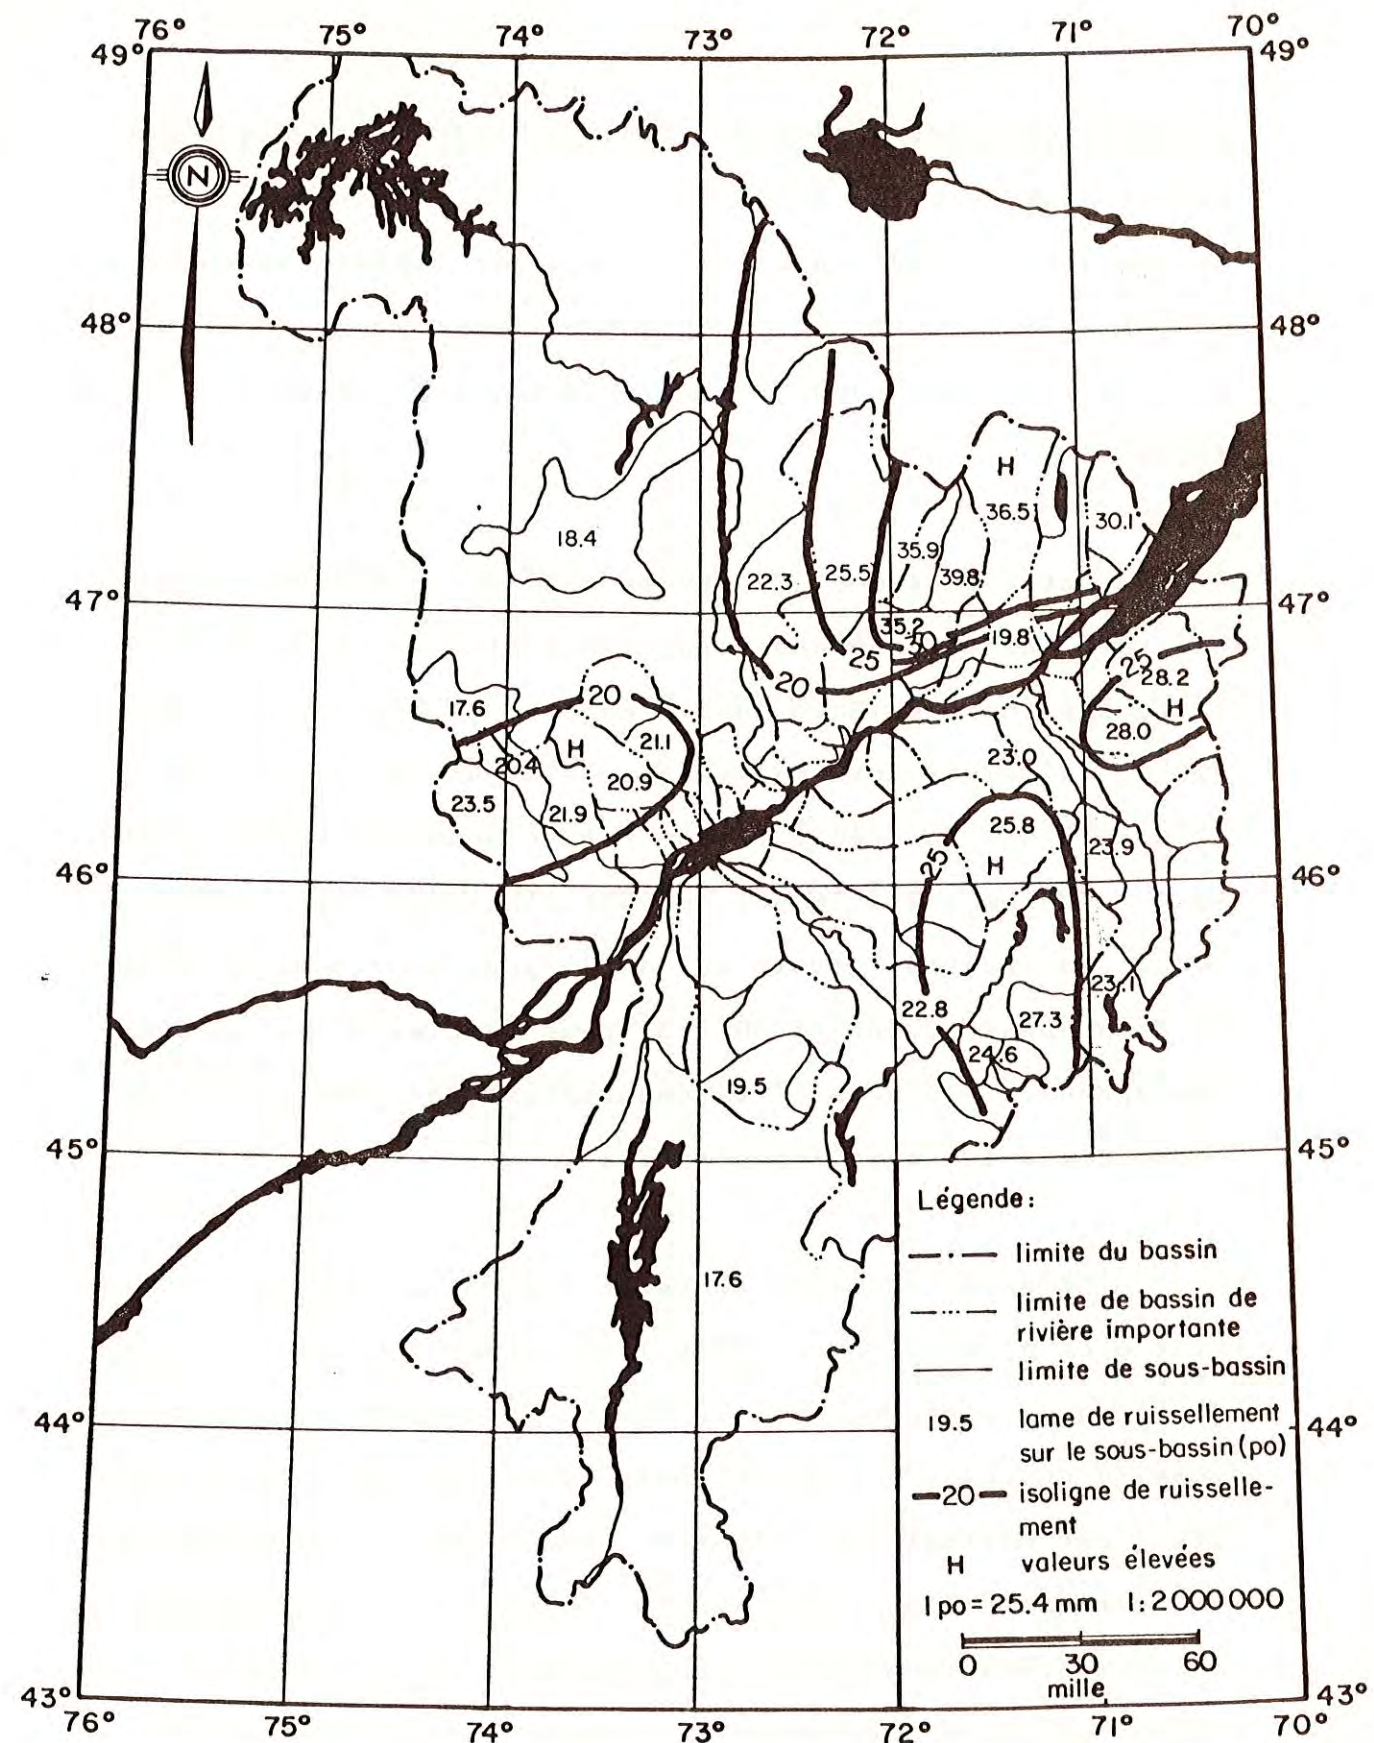 76° 75° 74° 73° 72° 71° 70°
49° 49°
N
48° 48°
H
36.5
30.1
18.4
35.9
22.3
25.5
39.8
47° 47°
35.2
30
19.8
25
25
28.2
20
20
17.6
H
28.0
21.1
H
23.0
20.4
20.9
23.5
21.9
25.8
23.9
25
H
46° 46°
23.1
22.8
27.3
24.6
19.5
45° 45°
17.6
Légende:
limite du bassin
limite de bassin de
rivière importante
limite de sous-bassin
19.5 lame de ruissellement
sur le sous-bassin (po)
44° 44°
20 isoligne de ruisselle-
ment
H valeurs élevées
1 po = 25.4 mm 1: 2 000 000
0 30 60
mille
43° 43°
76° 75° 74° 73° 72° 71° 70°